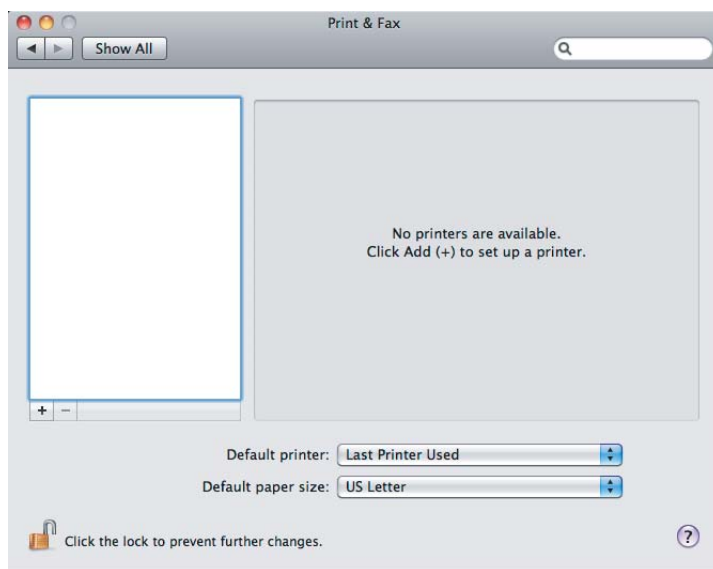 Print & Fax
Show All
No printers are available.
Click Add (+) to set up a printer.
+ −
Default printer: Last Printer Used
Default paper size: US Letter
Click the lock to prevent further changes.
?